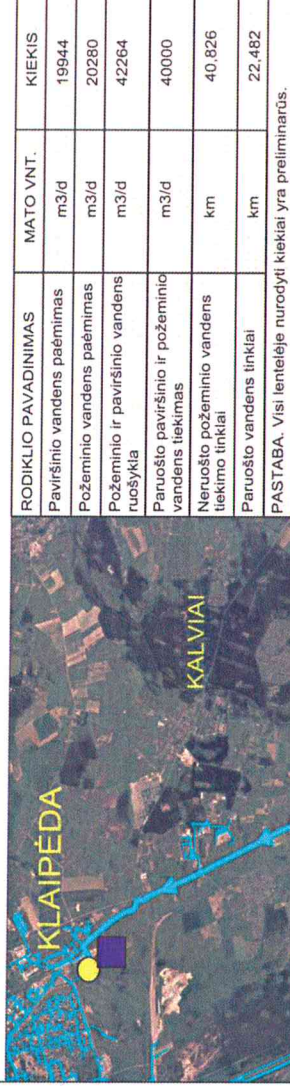 KLAIPĖDA
KALVIAI
RODIKLIO PAVADINIMAS MATO VNT. KIEKIS
Paviršinio vandens paėmimas m3/d 19944
Požeminio vandens paėmimas m3/d 20280
Požeminio ir paviršinio vandens
ruošykla m3/d 42264
Paruošto paviršinio ir požeminio
vandens tiekimas m3/d 40000
Neruošto požeminio vandens
tiekimo tinklai km 40,826
Paruošto vandens tinklai km 22,482
PASTABA. Visi lentelėje nurodyti kiekiai yra preliminarūs.